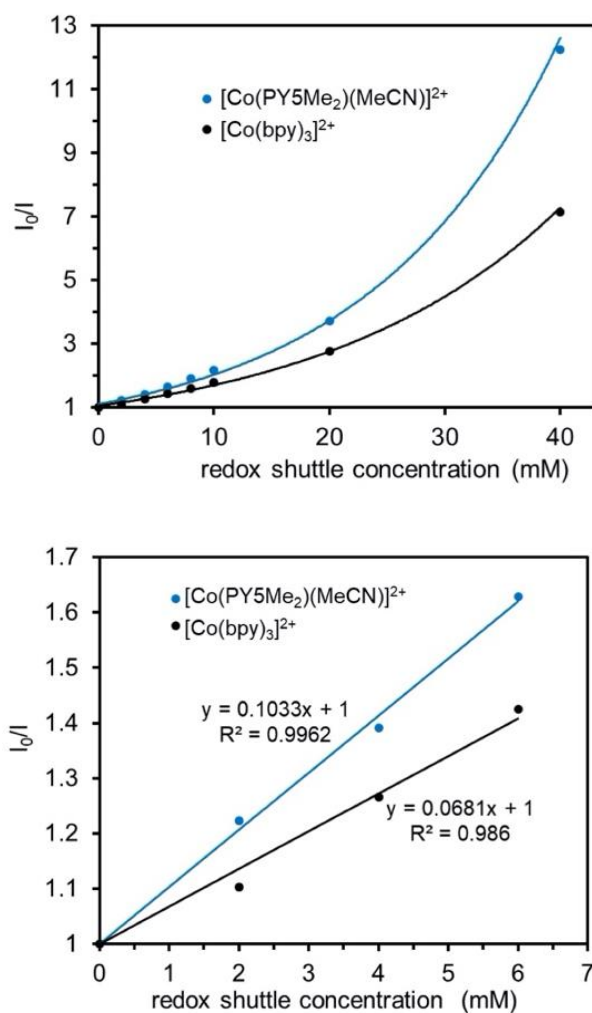 13
11
9
7
5
3
1
I₀/I
[Co(PY5Me₂)(MeCN)]²⁺
[Co(bpy)₃]²⁺
0
10
20
30
40
redox shuttle concentration (mM)
1.7
1.6
1.5
1.4
1.3
1.2
1.1
1
I₀/I
[Co(PY5Me₂)(MeCN)]²⁺
[Co(bpy)₃]²⁺
y = 0.1033x + 1
R² = 0.9962
y = 0.0681x + 1
R² = 0.986
0
1
2
3
4
5
6
7
redox shuttle concentration (mM)